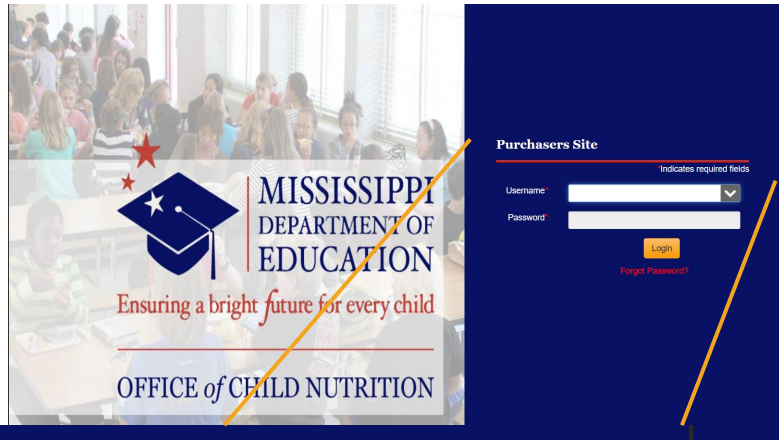 MISSISSIPPI
DEPARTMENT OF
EDUCATION
Ensuring a bright future for every child
OFFICE of CHILD NUTRITION
Purchasers Site
*Indicates required fields
Username*
Password*
Login
Forgot Password?